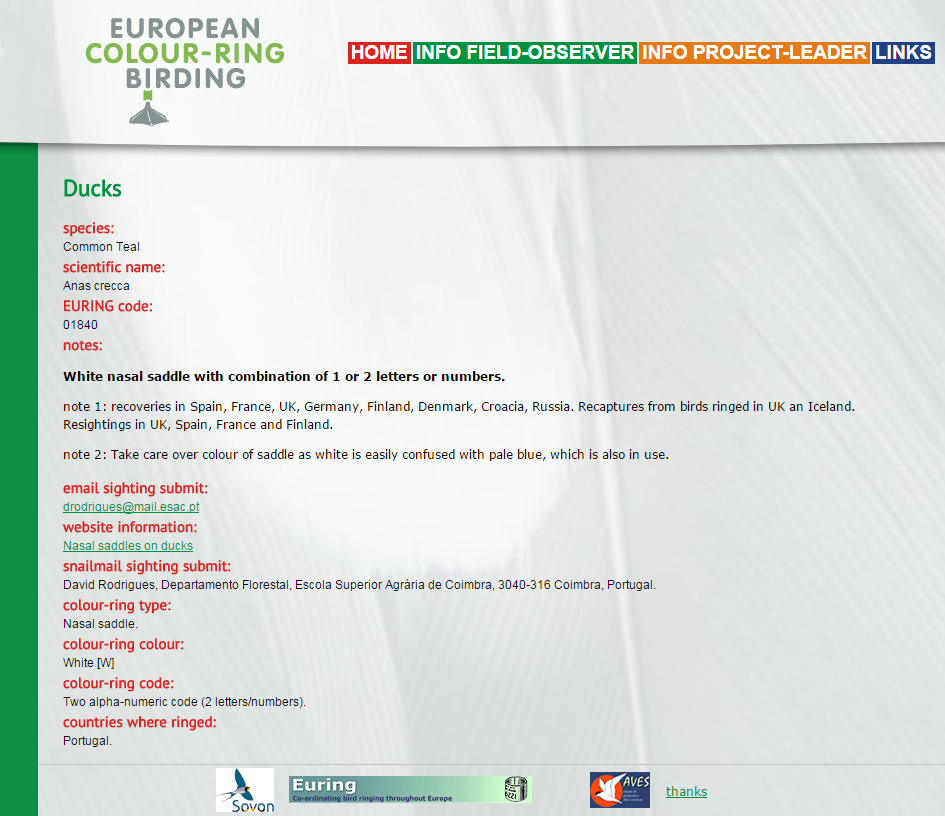 EUROPEAN
COLOUR-RING
BIRDING
HOME INFO FIELD-OBSERVER INFO PROJECT-LEADER LINKS
Ducks
species:
Common Teal
scientific name:
Anas crecca
EURING code:
01840
notes:
White nasal saddle with combination of 1 or 2 letters or numbers.
note 1: recoveries in Spain, France, UK, Germany, Finland, Denmark, Croacia, Russia. Recaptures from birds ringed in UK an Iceland.
Resightings in UK, Spain, France and Finland.
note 2: Take care over colour of saddle as white is easily confused with pale blue, which is also in use.
email sighting submit:
drodrigues@mail.esac.pt
website information:
Nasal saddles on ducks
snailmail sighting submit:
David Rodrigues, Departamento Florestal, Escola Superior Agrária de Coimbra, 3040-316 Coimbra, Portugal.
colour-ring type:
Nasal saddle.
colour-ring colour:
White [W]
colour-ring code:
Two alpha-numeric code (2 letters/numbers).
countries where ringed:
Portugal.
Sovon
Euring
Co-ordinating bird ringing throughout Europe
AVES
thanks